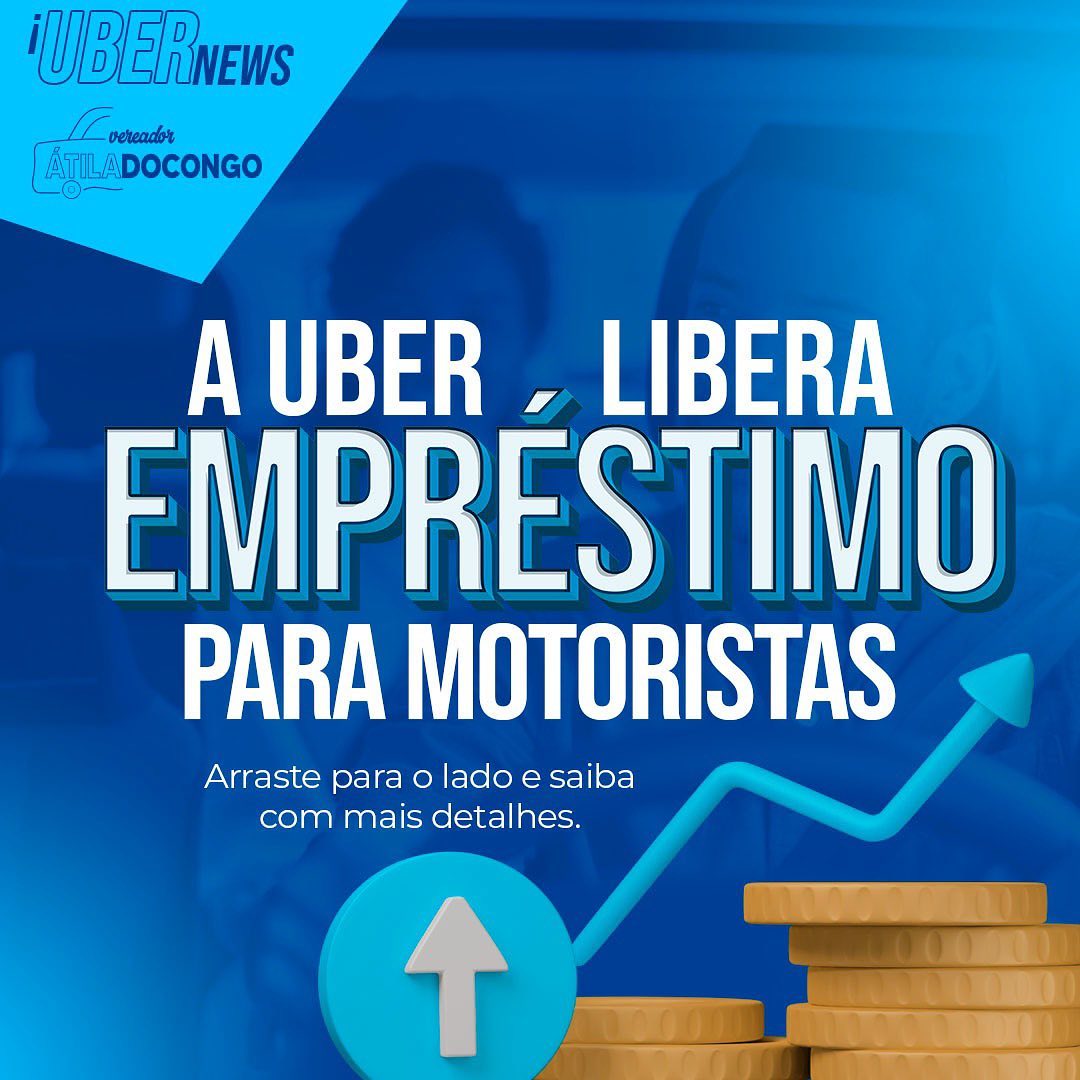 iUBERNEWS
vereador
ÁTILADOCONGO
A UBER LIBERA
EMPRÉSTIMO
PARA MOTORISTAS
Arraste para o lado e saiba
com mais detalhes.